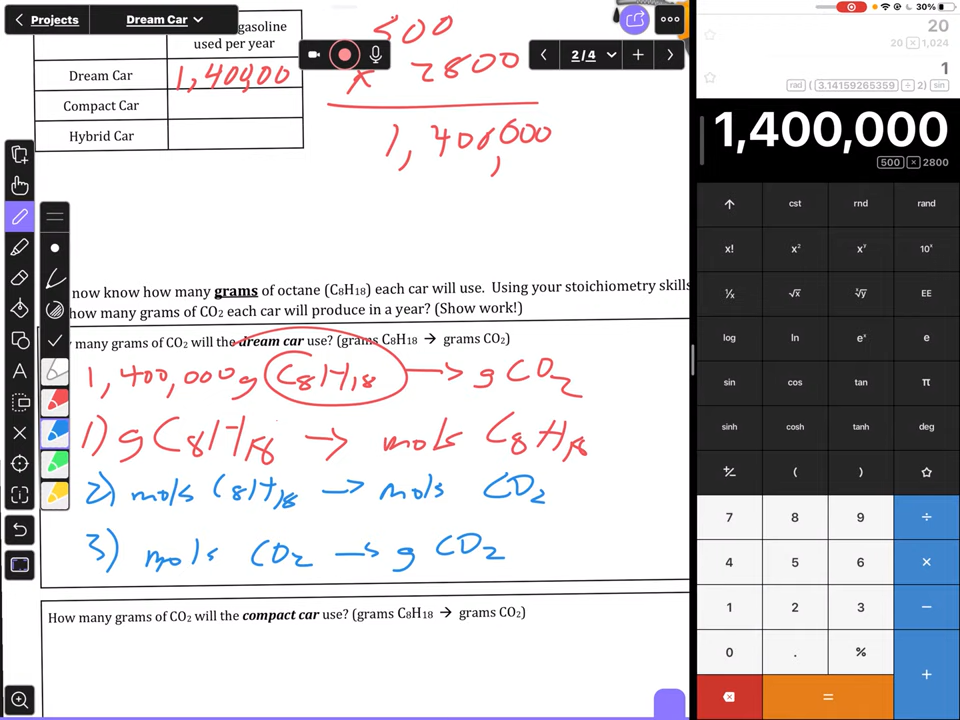 Projects
Dream Car
gasoline
used per year
Dream Car 1,40000
Compact Car
Hybrid Car
500
x 2800
1,400,000
2/4
now know how many grams of octane (C8H18) each car will use. Using your stoichiometry skills
how many grams of CO2 each car will produce in a year? (Show work!)
many grams of CO2 will the dream car use? (grams C8H18 → grams CO2)
1,400,000g C8H18 → g CO2
1) g C8H18 → mols C8H18
2) mols C8H18 → mols CO2
3) mols CO2 → g CO2
How many grams of CO2 will the compact car use? (grams C8H18 → grams CO2)
A
30%
20
20 × 1,024
1
rad ( 3.14159265359 ÷ 2) sin
1,400,000
500 × 2800
cst rnd rand
x! x² xʸ 10ˣ
¹/x √x ʸ√y EE
log ln eˣ e
sin cos tan π
sinh cosh tanh deg
+/- ( )
7 8 9 ÷
4 5 6 ×
1 2 3 −
0 . % +
=